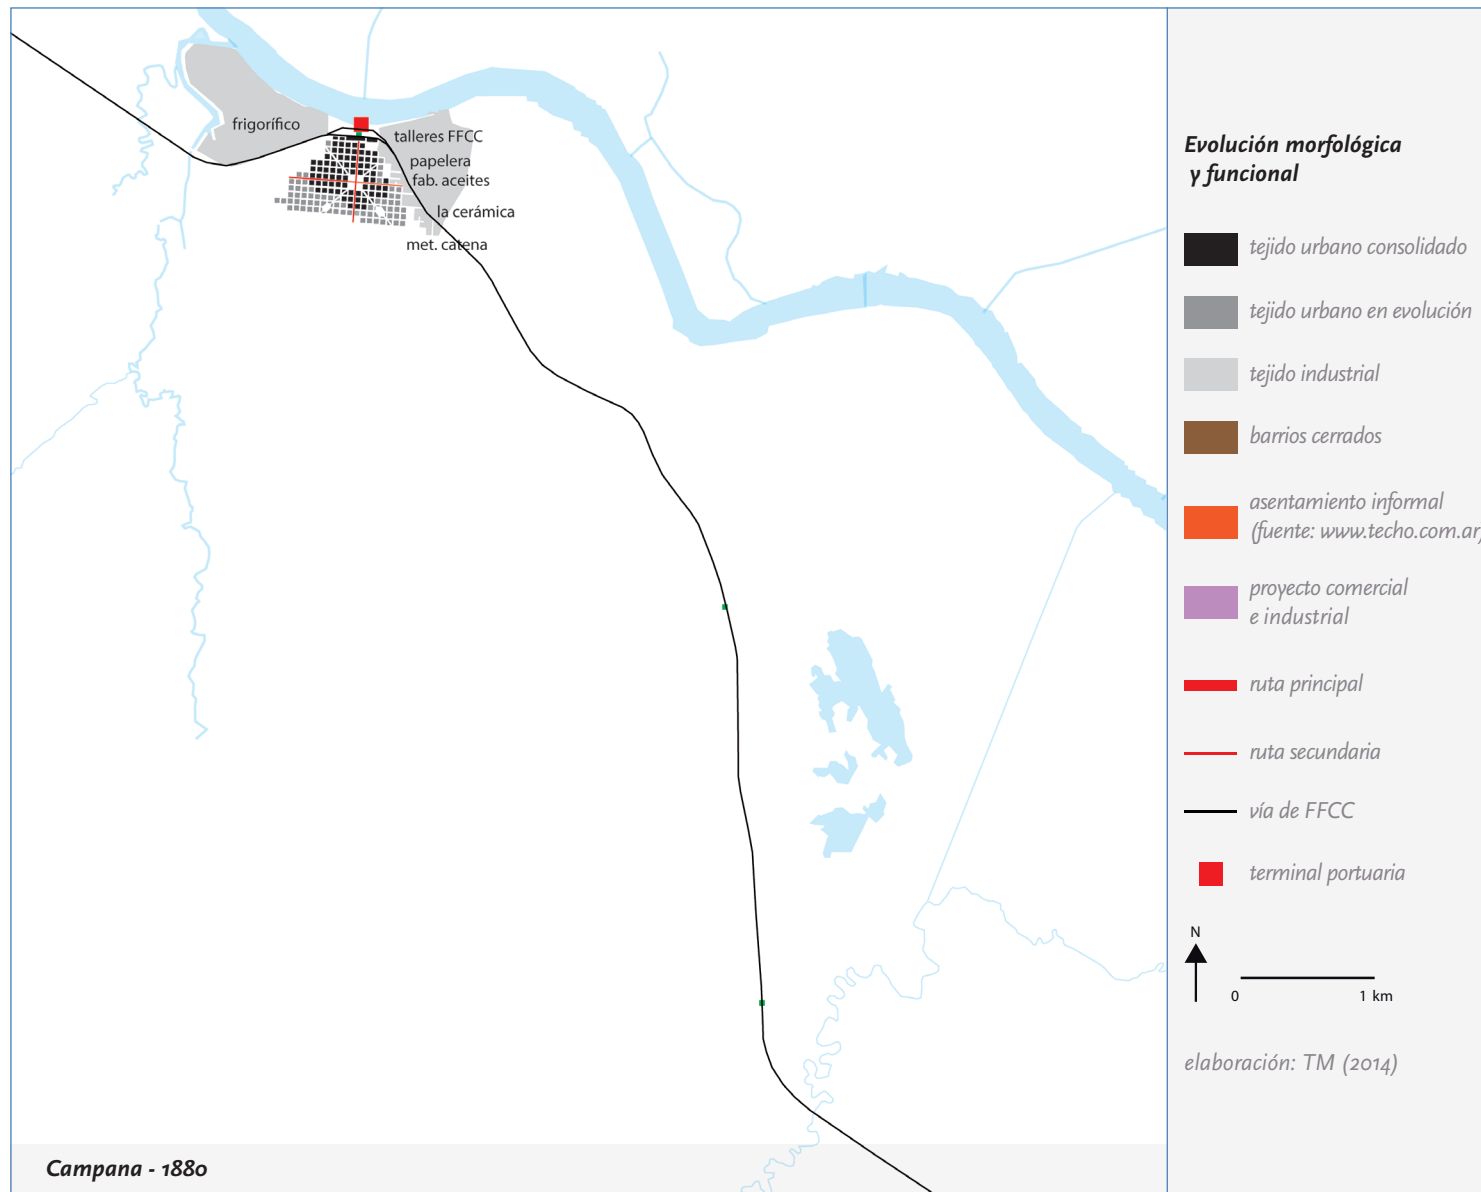 frigorífico
talleres FFCC
papelera
fab. aceites
la cerámica
met. catena
Campana - 1880
Evolución morfológica
y funcional
tejido urbano consolidado
tejido urbano en evolución
tejido industrial
barrios cerrados
asentamiento informal
(fuente: www.techo.com.ar)
proyecto comercial
e industrial
ruta principal
ruta secundaria
vía de FFCC
terminal portuaria
N
0 1 km
elaboración: TM (2014)